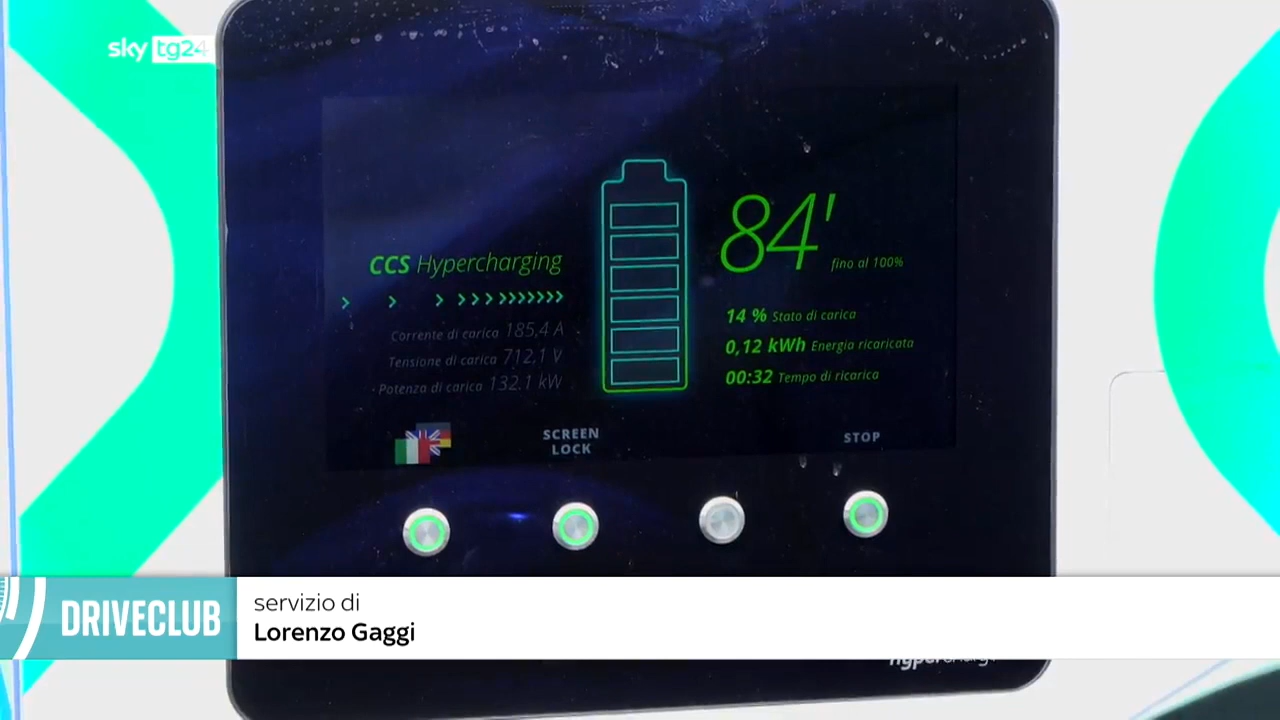 sky tg24
84'
fino al 100%
CCS Hypercharging
Corrente di carica 185,4 A
Tensione di carica 712,1 V
Potenza di carica 132.1 kW
14 % Stato di carica
0,12 kWh Energia ricaricata
00:32 Tempo di ricarica
SCREEN
LOCK
STOP
DRIVECLUB
servizio di
Lorenzo Gaggi